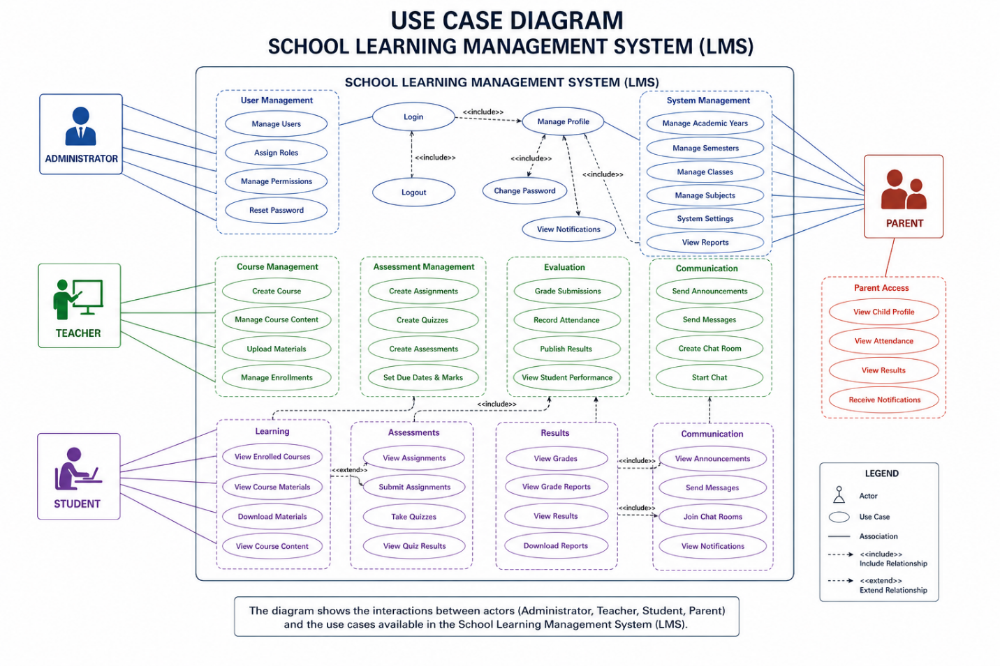 USE CASE DIAGRAM
SCHOOL LEARNING MANAGEMENT SYSTEM (LMS)
SCHOOL LEARNING MANAGEMENT SYSTEM (LMS)
ADMINISTRATOR
User Management
Manage Users
Assign Roles
Manage Permissions
Reset Password
Login
<<include>>
Logout
<<include>>
Manage Profile
<<include>>
Change Password
<<include>>
View Notifications
System Management
Manage Academic Years
Manage Semesters
Manage Classes
Manage Subjects
System Settings
View Reports
PARENT
TEACHER
Course Management
Create Course
Manage Course Content
Upload Materials
Manage Enrollments
Assessment Management
Create Assignments
Create Quizzes
Create Assessments
Set Due Dates & Marks
Evaluation
Grade Submissions
Record Attendance
Publish Results
View Student Performance
Communication
Send Announcements
Send Messages
Create Chat Room
Start Chat
Parent Access
View Child Profile
View Attendance
View Results
Receive Notifications
<<include>>
STUDENT
Learning
View Enrolled Courses
View Course Materials
Download Materials
View Course Content
<<extend>>
Assessments
View Assignments
Submit Assignments
Take Quizzes
View Quiz Results
Results
View Grades
View Grade Reports
View Results
Download Reports
<<include>>
<<include>>
Communication
View Announcements
Send Messages
Join Chat Rooms
View Notifications
LEGEND
Actor
Use Case
Association
<<include>>
Include Relationship
<<extend>>
Extend Relationship
The diagram shows the interactions between actors (Administrator, Teacher, Student, Parent)
and the use cases available in the School Learning Management System (LMS).